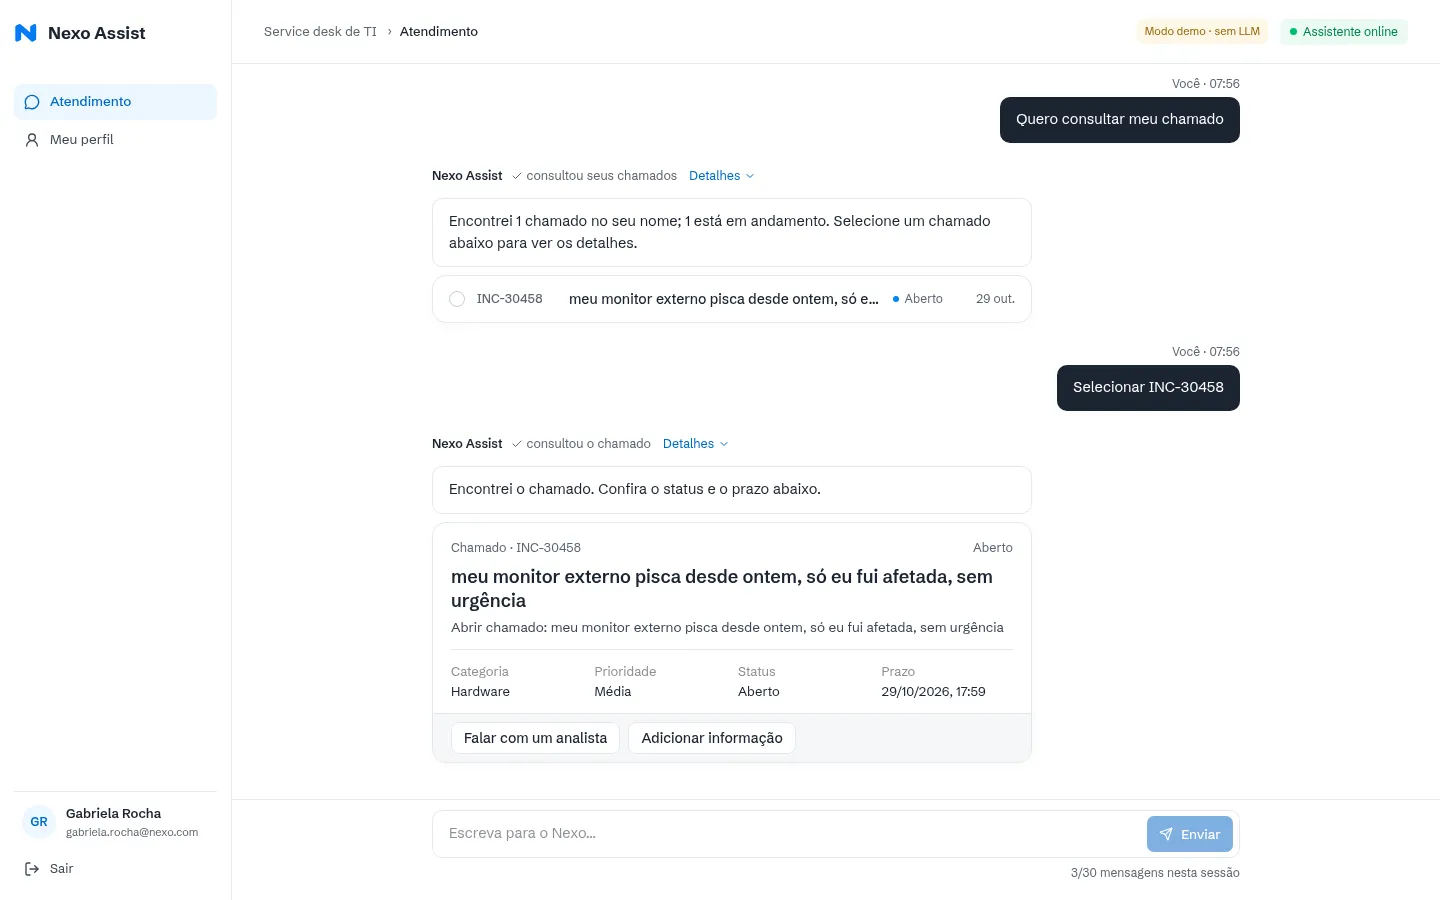 Nexo Assist
Atendimento
Meu perfil
Gabriela Rocha
GR
gabriela.rocha@nexo.com
Sair
Service desk de TI › Atendimento
Modo demo · sem LLM
Assistente online
Você · 07:56
Quero consultar meu chamado
Nexo Assist ✓ consultou seus chamados Detalhes
Encontrei 1 chamado no seu nome; 1 está em andamento. Selecione um chamado
abaixo para ver os detalhes.
INC-30458 meu monitor externo pisca desde ontem, só e... Aberto 29 out.
Você · 07:56
Selecionar INC-30458
Nexo Assist ✓ consultou o chamado Detalhes
Encontrei o chamado. Confira o status e o prazo abaixo.
Chamado · INC-30458 Aberto
meu monitor externo pisca desde ontem, só eu fui afetada, sem
urgência
Abrir chamado: meu monitor externo pisca desde ontem, só eu fui afetada, sem urgência
Categoria Prioridade Status Prazo
Hardware Média Aberto 29/10/2026, 17:59
Falar com um analista Adicionar informação
Escreva para o Nexo...
Enviar
3/30 mensagens nesta sessão